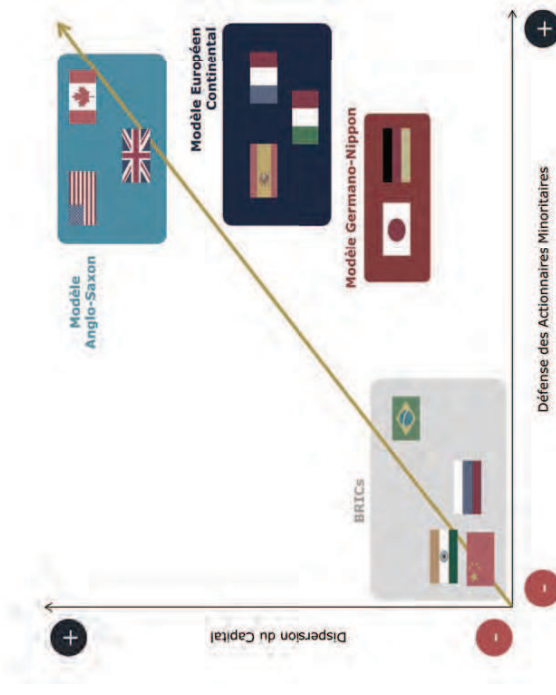 +
Modèle
Anglo-Saxon
Modèle Européen
Continental
Modèle Germano-Nippon
BRICs
Dispersion du Capital
-
-
Défense des Actionnaires Minoritaires
+